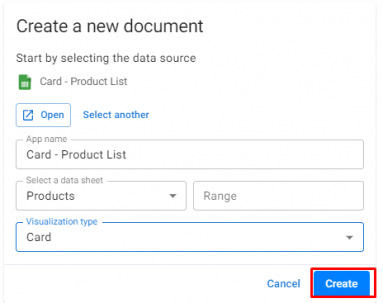 Create a new document
Start by selecting the data source
Card - Product List
Open Select another
App name
Card - Product List
Select a data sheet
Products Range
Visualization type
Card
Cancel Create